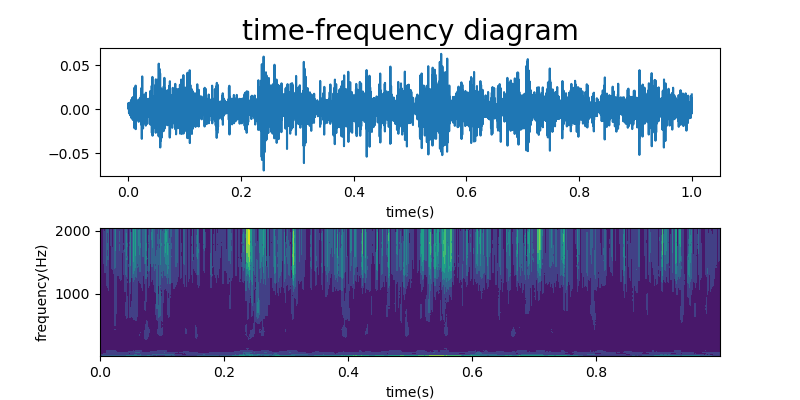 time-frequency diagram
0.05
0.00
−0.05
0.0 0.2 0.4 0.6 0.8 1.0
time(s)
2000
1000
frequency(Hz)
0.0 0.2 0.4 0.6 0.8
time(s)